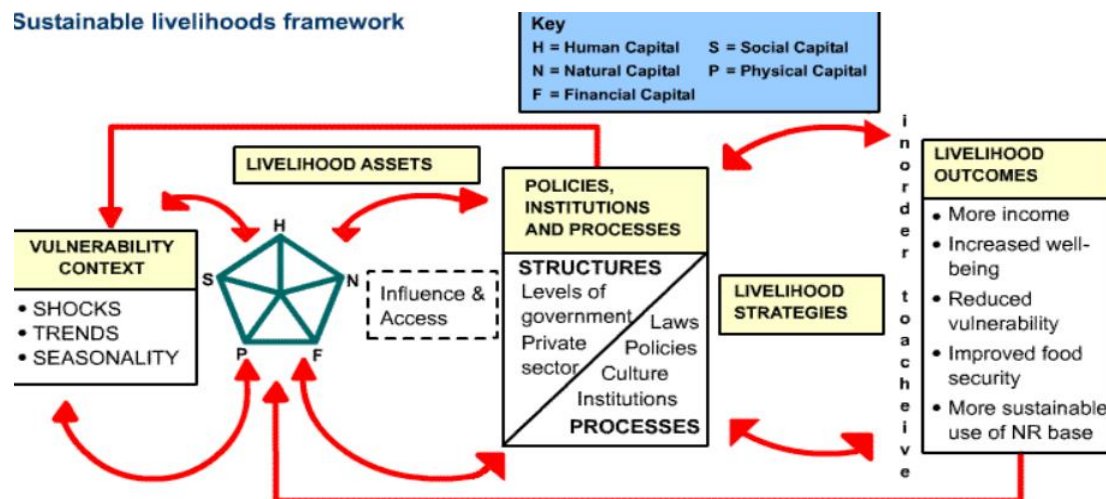 Sustainable livelihoods framework
Key
H = Human Capital S = Social Capital
N = Natural Capital P = Physical Capital
F = Financial Capital
LIVELIHOOD ASSETS
VULNERABILITY
CONTEXT
• SHOCKS
• TRENDS
• SEASONALITY
H
S
N
P
F
Influence &
Access
POLICIES,
INSTITUTIONS
AND PROCESSES
STRUCTURES
Levels of
government
Private
sector
Laws
Policies
Culture
Institutions
PROCESSES
LIVELIHOOD
STRATEGIES
inorder toacheive
LIVELIHOOD
OUTCOMES
• More income
• Increased well-
being
• Reduced
vulnerability
• Improved food
security
• More sustainable
use of NR base